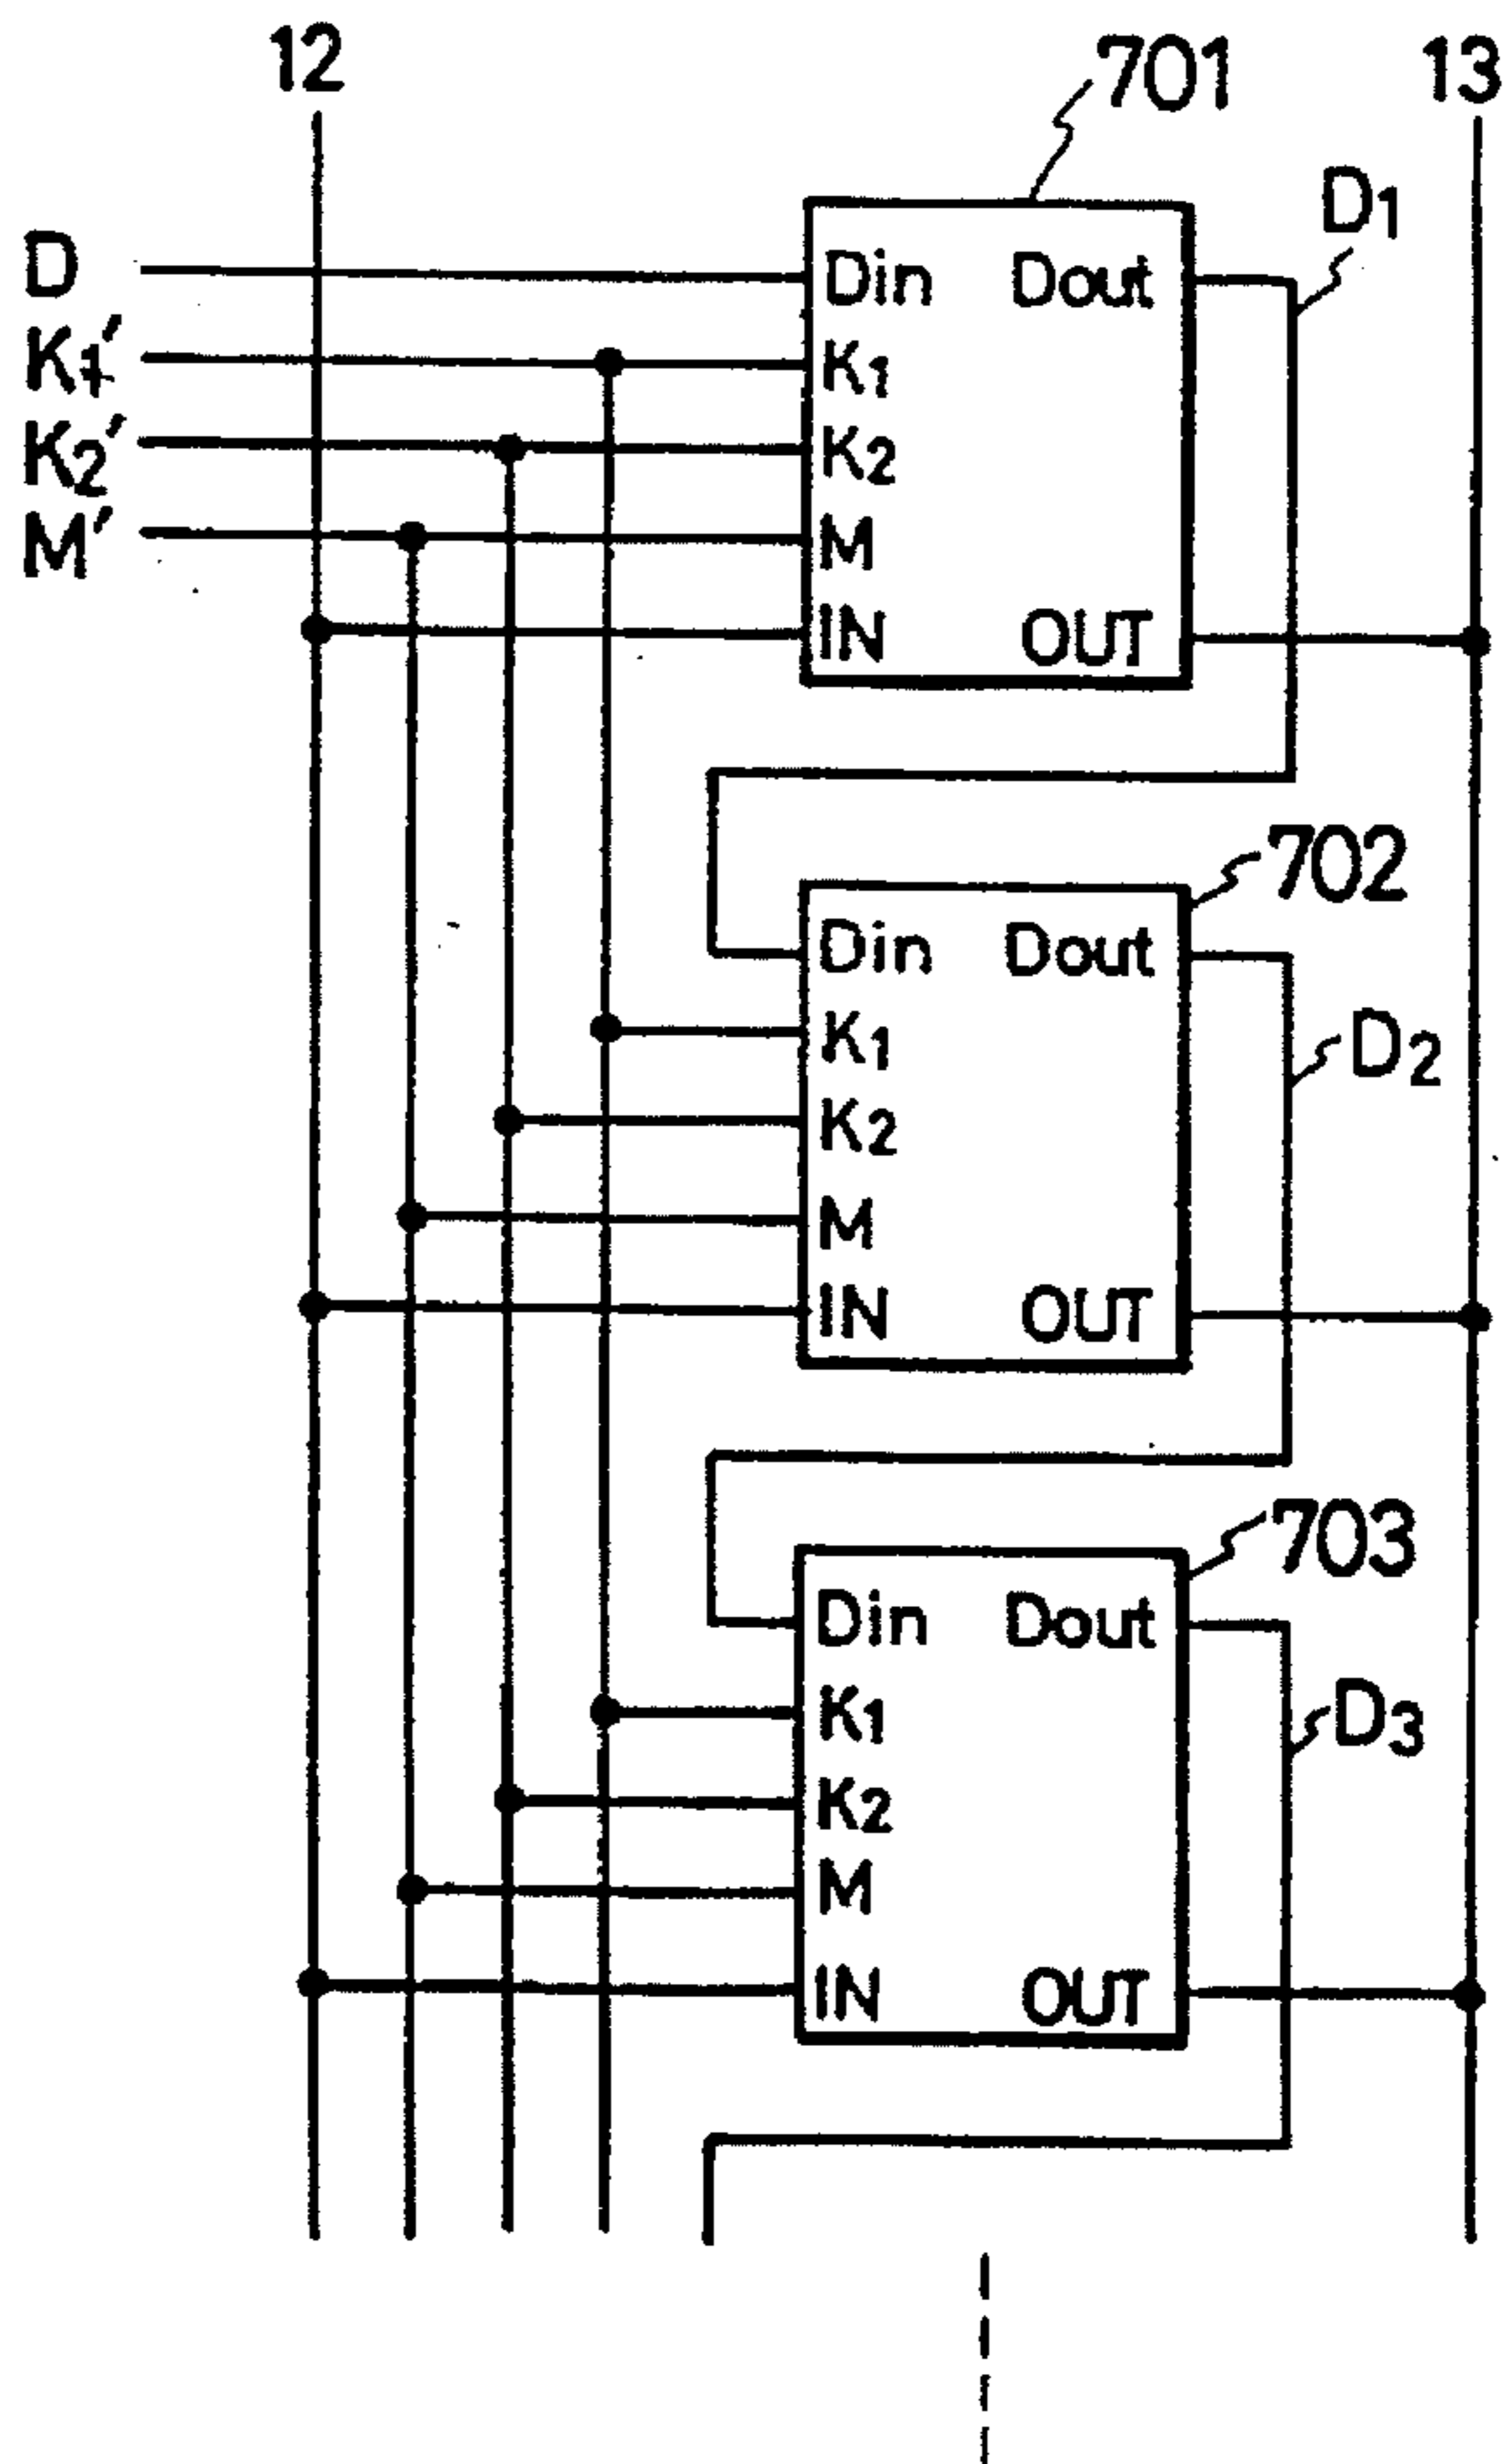 12
701
13
D
K1'
K2'
M'
D1
Din Dout
K1
K2
M
IN OUT
702
Din Dout
K1
K2
M
IN OUT
D2
703
Din Dout
K1
K2
M
IN OUT
D3